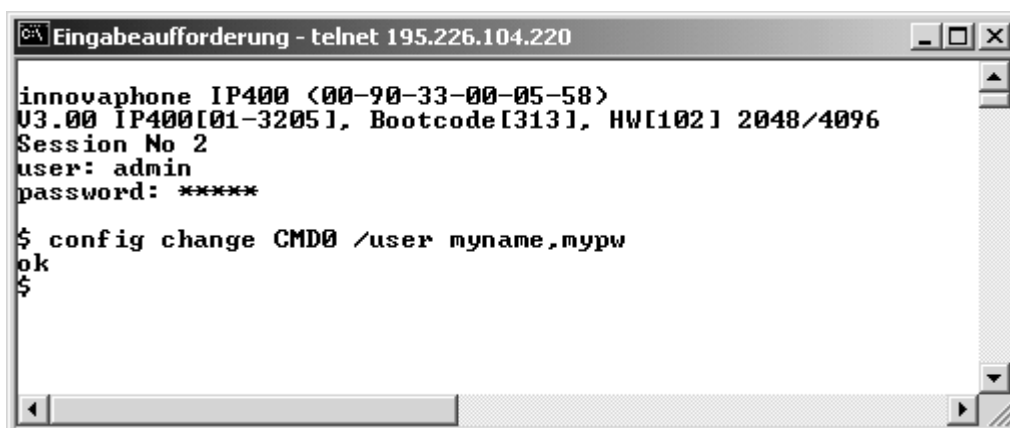 Eingabeaufforderung - telnet 195.226.104.220
innovaphone IP400 (00-90-33-00-05-58)
V3.00 IP400[01-3205], Bootcode[313], HW[102] 2048/4096
Session No 2
user: admin
password: *****
$ config change CMD0 /user myname,mypw
ok
$